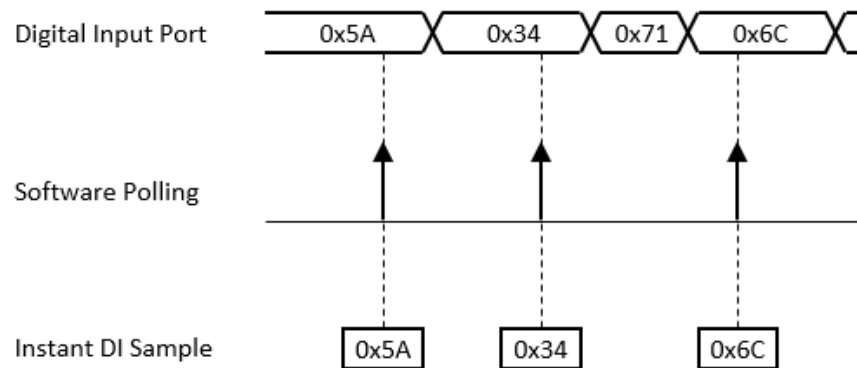 Digital Input Port 0x5A 0x34 0x71 0x6C
Software Polling
Instant DI Sample 0x5A 0x34 0x6C